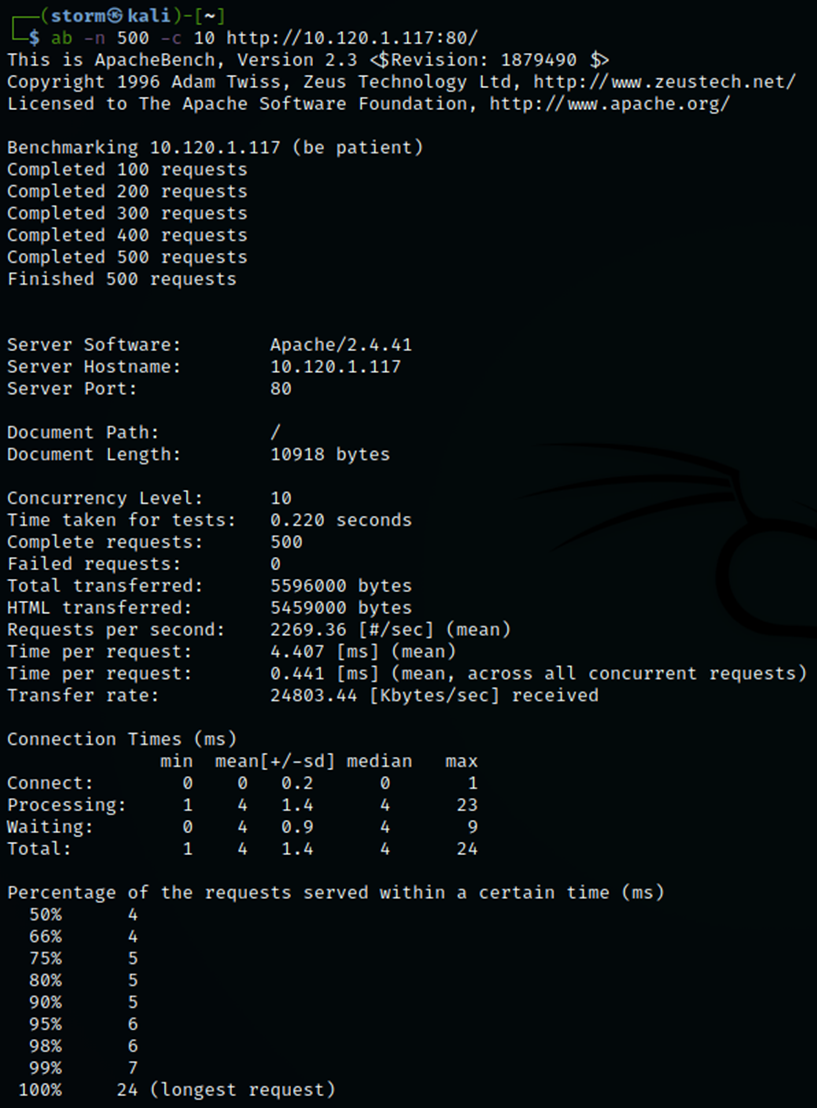 (storm㉿kali)-[~]
$ ab -n 500 -c 10 http://10.120.1.117:80/
This is ApacheBench, Version 2.3 <$Revision: 1879490 $>
Copyright 1996 Adam Twiss, Zeus Technology Ltd, http://www.zeustech.net/
Licensed to The Apache Software Foundation, http://www.apache.org/

Benchmarking 10.120.1.117 (be patient)
Completed 100 requests
Completed 200 requests
Completed 300 requests
Completed 400 requests
Completed 500 requests
Finished 500 requests

Server Software:        Apache/2.4.41
Server Hostname:        10.120.1.117
Server Port:            80

Document Path:          /
Document Length:        10918 bytes

Concurrency Level:      10
Time taken for tests:   0.220 seconds
Complete requests:      500
Failed requests:        0
Total transferred:      5596000 bytes
HTML transferred:       5459000 bytes
Requests per second:    2269.36 [#/sec] (mean)
Time per request:       4.407 [ms] (mean)
Time per request:       0.441 [ms] (mean, across all concurrent requests)
Transfer rate:          24803.44 [Kbytes/sec] received

Connection Times (ms)
              min  mean[+/-sd] median   max
Connect:        0    0   0.2      0       1
Processing:     1    4   1.4      4      23
Waiting:        0    4   0.9      4       9
Total:          1    4   1.4      4      24

Percentage of the requests served within a certain time (ms)
  50%      4
  66%      4
  75%      5
  80%      5
  90%      5
  95%      6
  98%      6
  99%      7
 100%     24 (longest request)